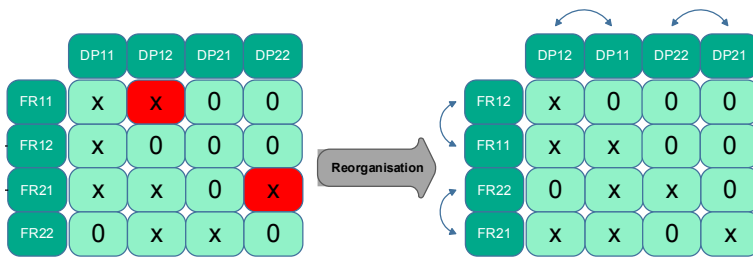 DP11 DP12 DP21 DP22
FR11 x x 0 0
FR12 x 0 0 0
FR21 x x 0 x
FR22 0 x x 0
Reorganisation
DP12 DP11 DP22 DP21
FR12 x 0 0 0
FR11 x x 0 0
FR22 0 x x 0
FR21 x x 0 x